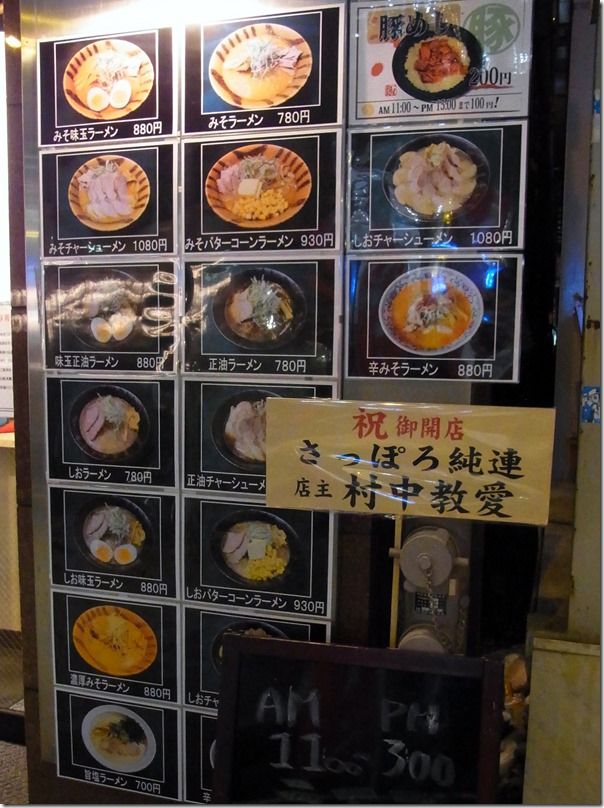 みそ味玉ラーメン 880円
みそラーメン 780円
豚めし 豚
200円
AM 11:00～PM 15:00まで100円!
みそチャーシューメン 1080円
みそバターコーンラーメン 930円
しおチャーシューメン 1080円
味玉正油ラーメン 880円
正油ラーメン 780円
辛みそラーメン 880円
しおラーメン 780円
正油チャーシューメ
祝 御開店
さっぽろ純連
店主 村中教愛
しお味玉ラーメン 880円
しおバターコーンラーメン 930円
濃厚みそラーメン 880円
しおチャ
旨塩ラーメン 700円
辛
AM PM
11:00 3:00